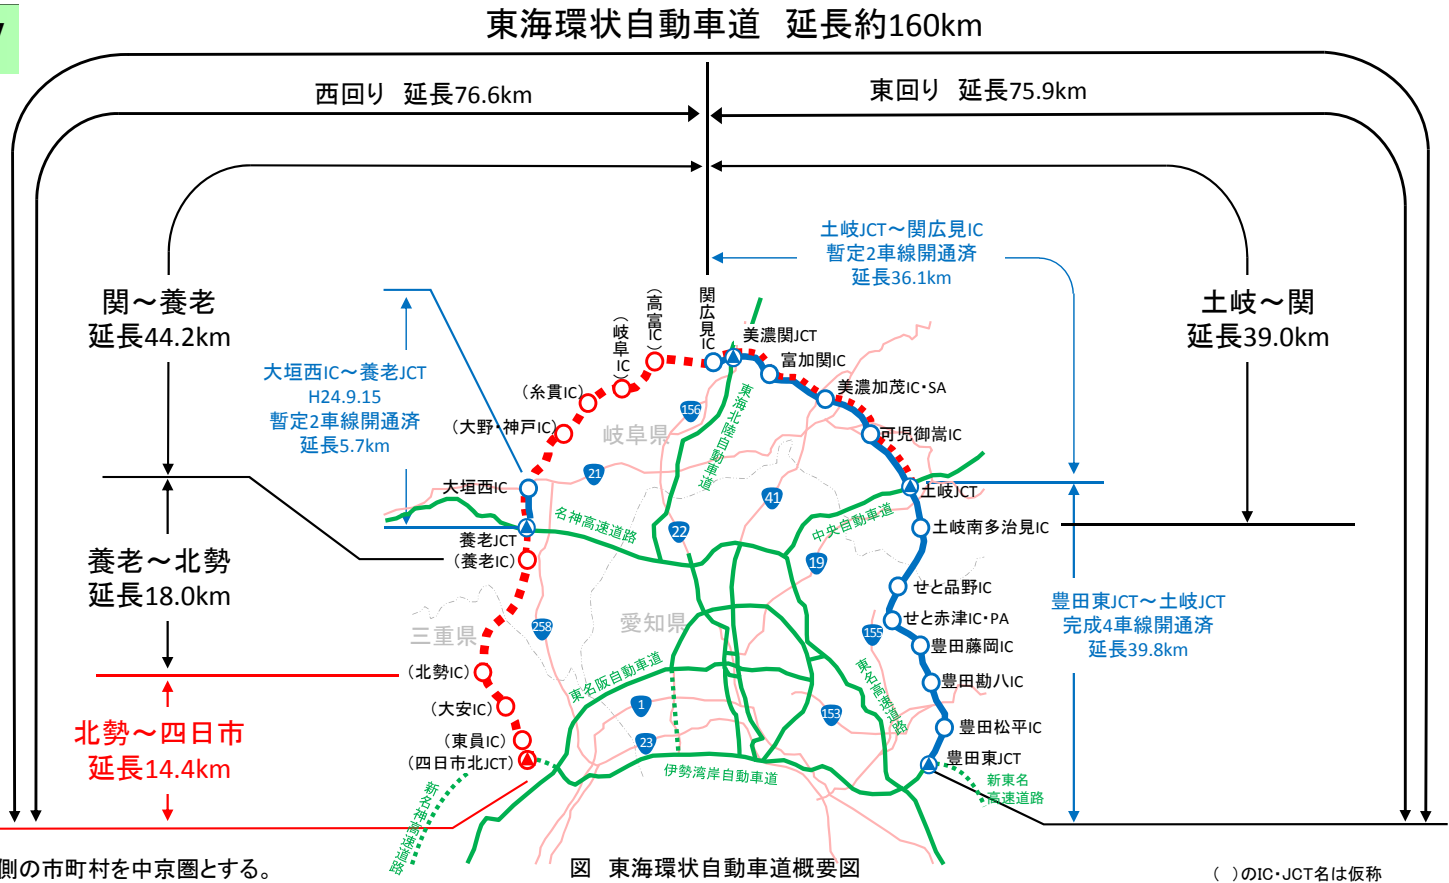 東海環状自動車道 延長約160km
西回り 延長76.6km
東回り 延長75.9km
土岐JCT～関広見IC
暫定2車線開通済
延長36.1km
関～養老
延長44.2km
土岐～関
延長39.0km
大垣西IC～養老JCT
H24.9.15
暫定2車線開通済
延長5.7km
養老～北勢
延長18.0km
北勢～四日市
延長14.4km
豊田東JCT～土岐JCT
完成4車線開通済
延長39.8km
関広見IC
（高富IC）
（岐阜IC）
（糸貫IC）
（大野・神戸IC）
大垣西IC
養老JCT
（養老IC）
（北勢IC）
（大安IC）
（東員IC）
（四日市北JCT）
美濃関JCT
富加関IC
美濃加茂IC・SA
可児御嵩IC
土岐JCT
土岐南多治見IC
せと品野IC
せと赤津IC・PA
豊田藤岡IC
豊田勘八IC
豊田松平IC
豊田東JCT
岐阜県
愛知県
三重県
東海北陸自動車道
名神高速道路
中央自動車道
東名阪自動車道
東名高速道路
伊勢湾岸自動車道
新名神高速道路
新東名
高速道路
156
21
41
22
19
258
155
1
153
23
側の市町村を中京圏とする。
図 東海環状自動車道概要図
（ ）のIC・JCT名は仮称